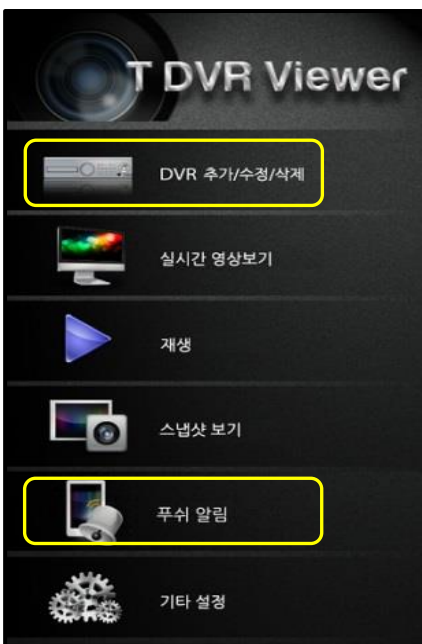 T DVR Viewer
DVR 추가/수정/삭제
실시간 영상보기
재생
스냅샷 보기
푸쉬 알림
기타 설정